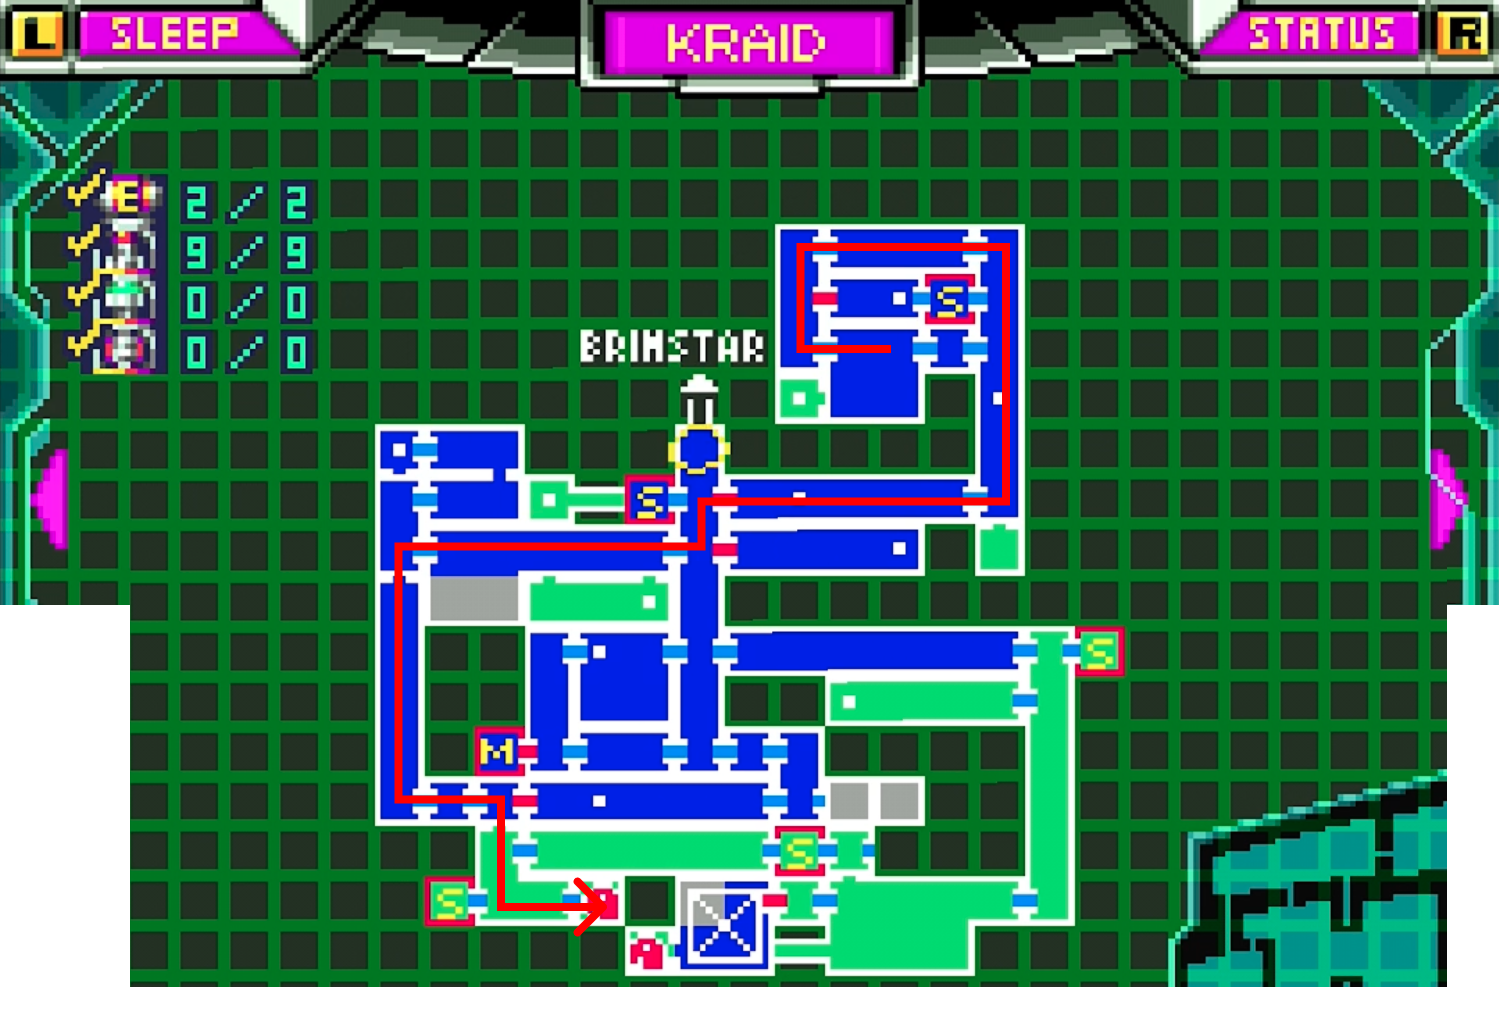 L SLEEP KRAID STATUS R
E 2 / 2
9 / 9
0 / 0
0 / 0
BRINSTAR
S
S
S
M
S
S